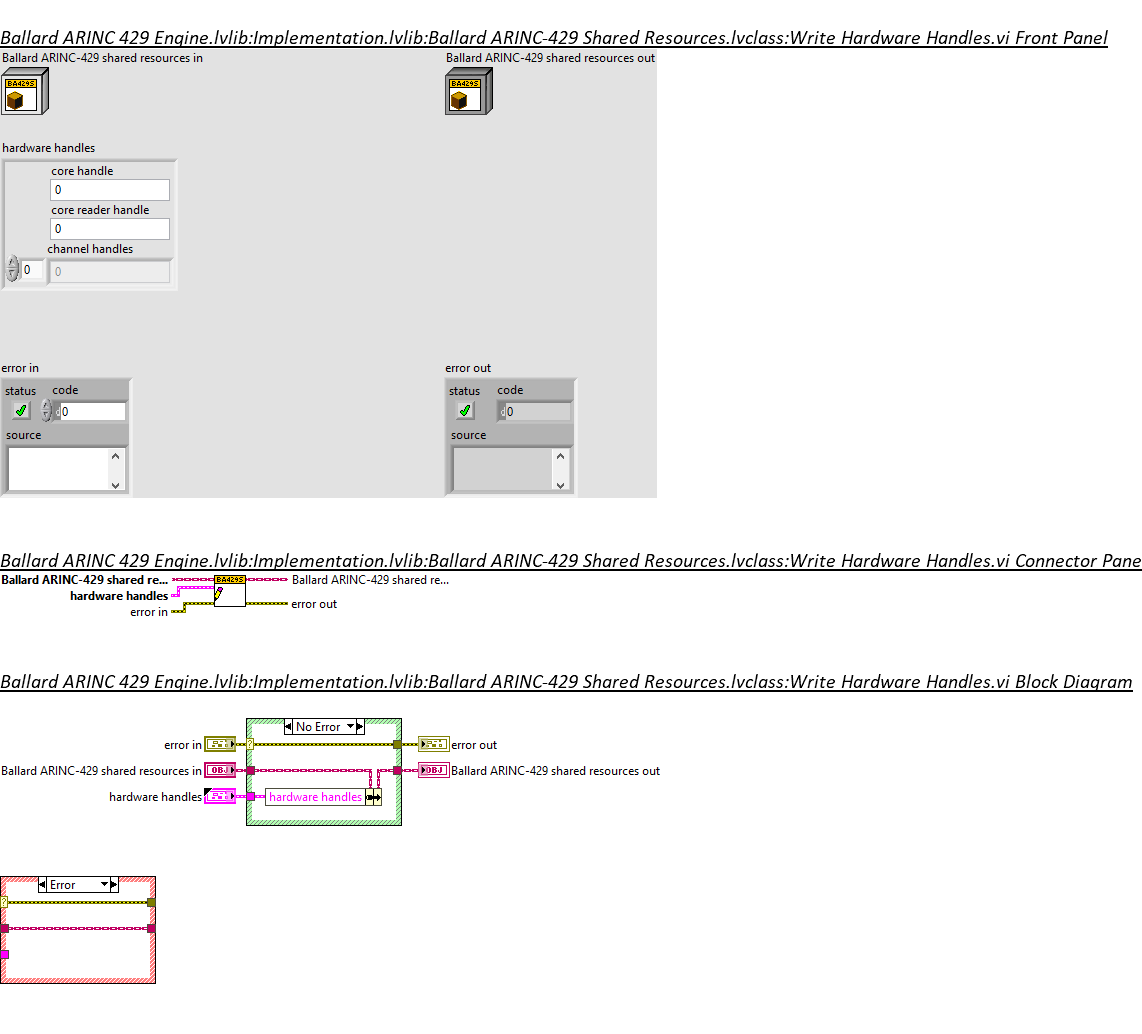 Ballard ARINC 429 Engine.lvlib:Implementation.lvlib:Ballard ARINC-429 Shared Resources.lvclass:Write Hardware Handles.vi Front Panel
Ballard ARINC-429 shared resources in
Ballard ARINC-429 shared resources out
BA429S
BA429S
hardware handles
core handle
0
core reader handle
0
channel handles
0
0
error in
error out
status
code
status
code
d
0
d
0
source
source
Ballard ARINC 429 Engine.lvlib:Implementation.lvlib:Ballard ARINC-429 Shared Resources.lvclass:Write Hardware Handles.vi Connector Pane
Ballard ARINC-429 shared re...
BA429S
Ballard ARINC-429 shared re...
hardware handles
error in
error out
Ballard ARINC 429 Engine.lvlib:Implementation.lvlib:Ballard ARINC-429 Shared Resources.lvclass:Write Hardware Handles.vi Block Diagram
No Error
error in
?
error out
Ballard ARINC-429 shared resources in
OBJ
OBJ
Ballard ARINC-429 shared resources out
hardware handles
hardware handles
Error
?